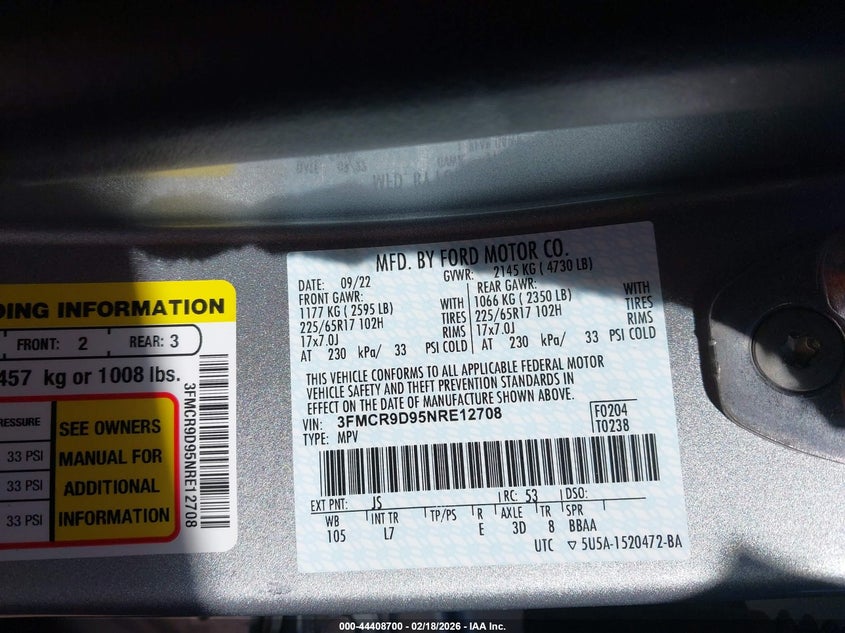 DING INFORMATION
FRONT: 2 REAR: 3
457 kg or 1008 lbs.
RESSURE
33 PSI
33 PSI
33 PSI
SEE OWNERS
MANUAL FOR
ADDITIONAL
INFORMATION
3FMCR9D95NRE12708
MFD. BY FORD MOTOR CO.
DATE: 09/22 GVWR: 2145 KG ( 4730 LB)
FRONT GAWR: REAR GAWR:
1177 KG ( 2595 LB) WITH 1066 KG ( 2350 LB) WITH
225/65R17 102H TIRES 225/65R17 102H TIRES
17x7.0J RIMS 17x7.0J RIMS
AT 230 kPa/ 33 PSI COLD AT 230 kPa/ 33 PSI COLD
THIS VEHICLE CONFORMS TO ALL APPLICABLE FEDERAL MOTOR
VEHICLE SAFETY AND THEFT PREVENTION STANDARDS IN
EFFECT ON THE DATE OF MANUFACTURE SHOWN ABOVE.
VIN: 3FMCR9D95NRE12708 F0204
TYPE: MPV T0238
EXT PNT: JS RC: 53 DSO:
WB INT TR TP/PS R AXLE TR SPR
105 L7 E 3D 8 BBAA
UTC ▽ 5U5A-1520472-BA
000-44408700 - 02/18/2026 - IAA Inc.